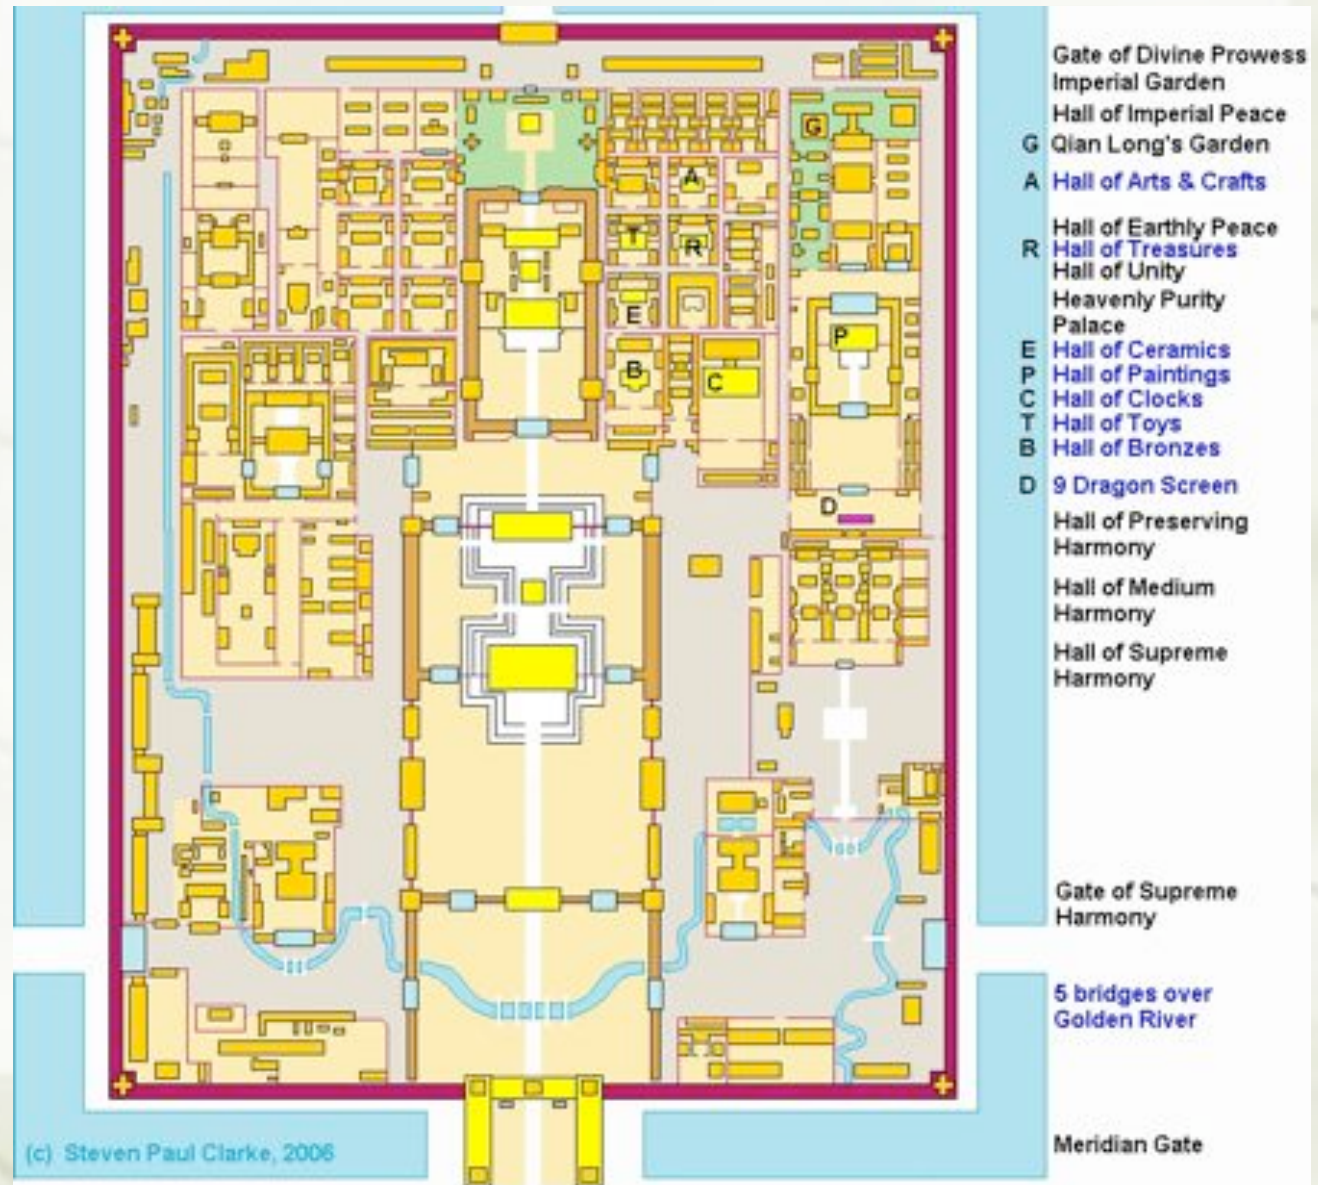 Gate of Divine Prowess
Imperial Garden
Hall of Imperial Peace
G Qian Long's Garden
A Hall of Arts & Crafts
Hall of Earthly Peace
R Hall of Treasures
Hall of Unity
Heavenly Purity
Palace
E Hall of Ceramics
P Hall of Paintings
C Hall of Clocks
T Hall of Toys
B Hall of Bronzes
D 9 Dragon Screen
Hall of Preserving
Harmony
Hall of Medium
Harmony
Hall of Supreme
Harmony
Gate of Supreme
Harmony
5 bridges over
Golden River
Meridian Gate
G
A
T
R
E
P
B
C
D
(c) Steven Paul Clarke, 2006